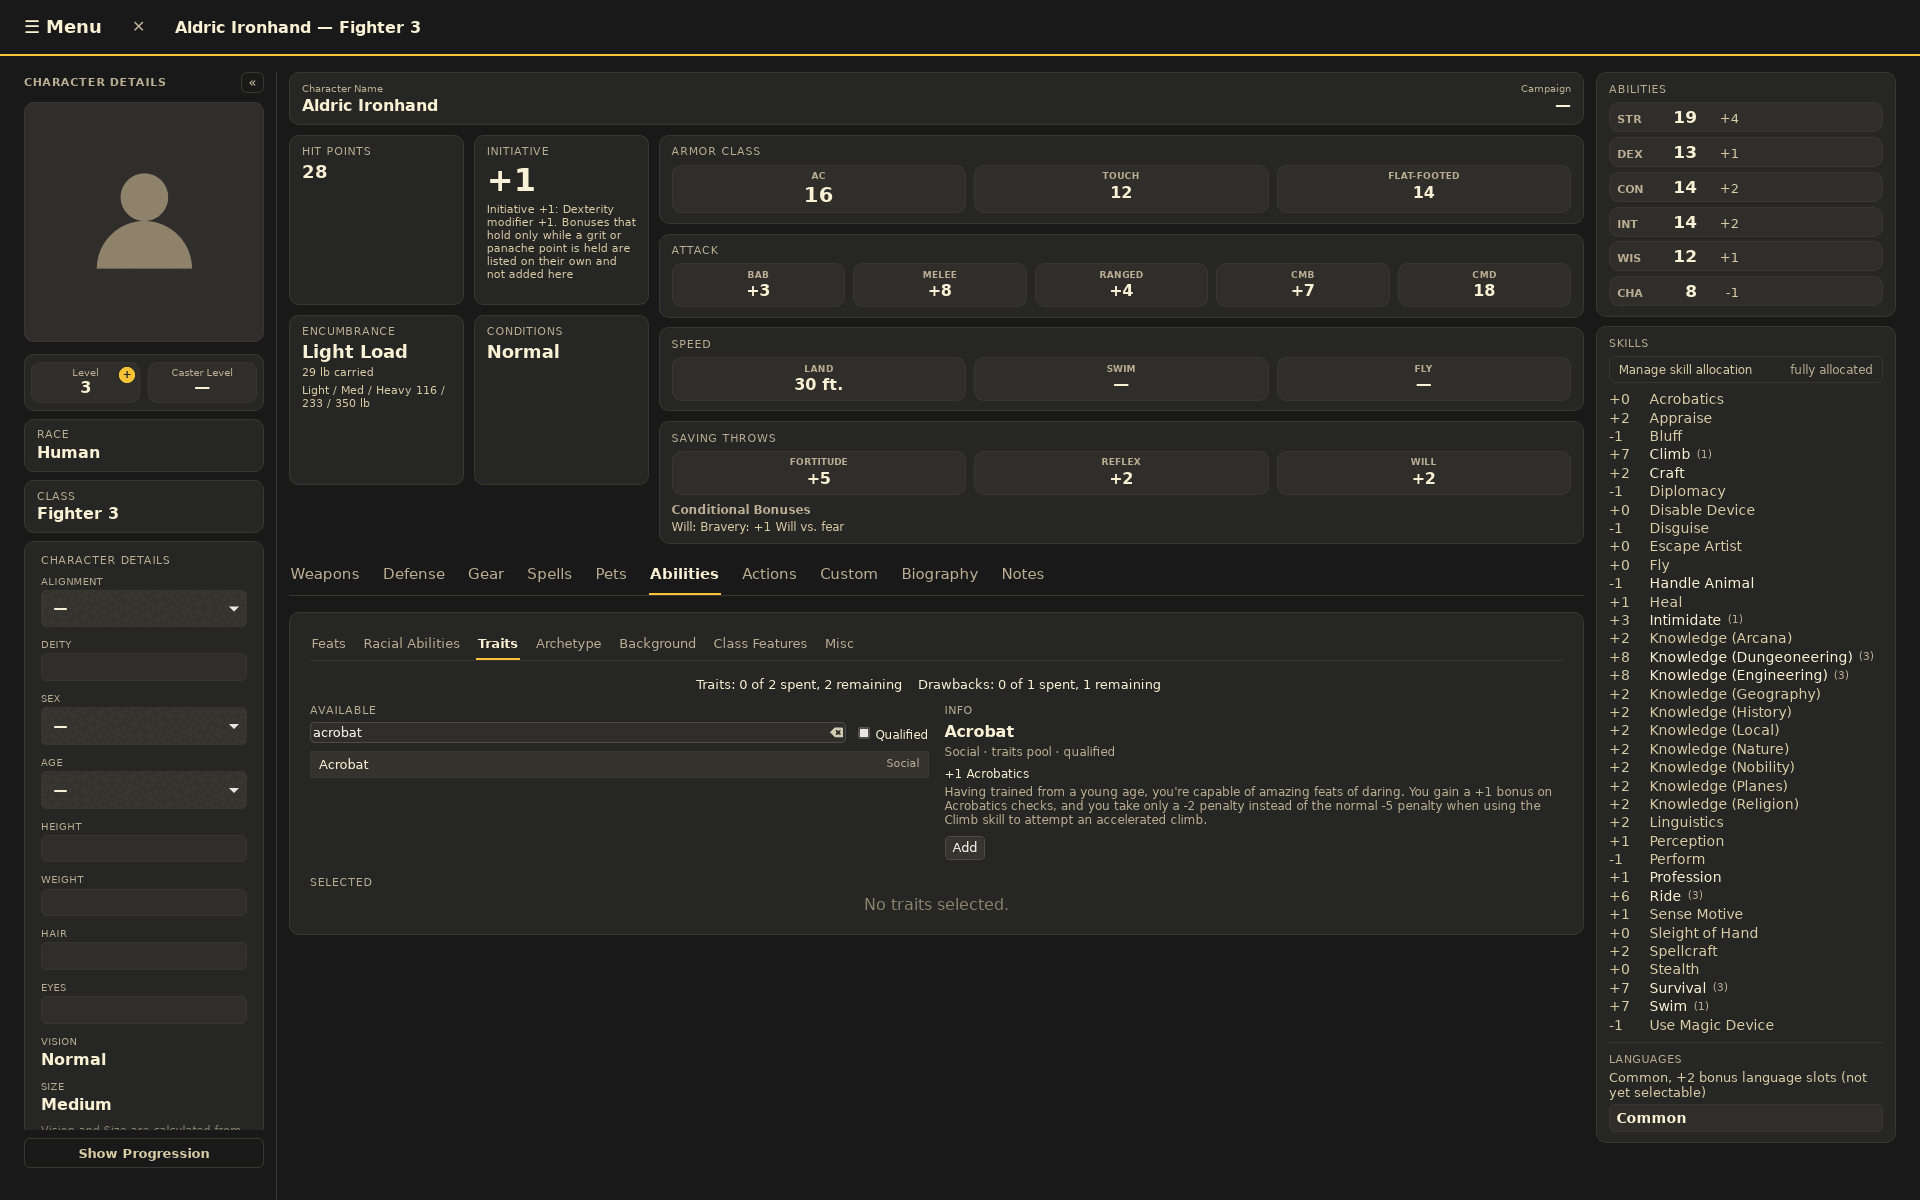 ☰ Menu
✕
Aldric Ironhand — Fighter 3
CHARACTER DETAILS
«
Level
3
+
Caster Level
—
RACE
Human
CLASS
Fighter 3
CHARACTER DETAILS
ALIGNMENT
—
DEITY
SEX
—
AGE
—
HEIGHT
WEIGHT
HAIR
EYES
VISION
Normal
SIZE
Medium
Vision and Size are calculated from
Show Progression
Character Name
Aldric Ironhand
Campaign
—
HIT POINTS
28
INITIATIVE
+1
Initiative +1: Dexterity
modifier +1. Bonuses that
hold only while a grit or
panache point is held are
listed on their own and
not added here
ENCUMBRANCE
Light Load
29 lb carried
Light / Med / Heavy 116 /
233 / 350 lb
CONDITIONS
Normal
ARMOR CLASS
AC
16
TOUCH
12
FLAT-FOOTED
14
ATTACK
BAB
+3
MELEE
+8
RANGED
+4
CMB
+7
CMD
18
SPEED
LAND
30 ft.
SWIM
—
FLY
—
SAVING THROWS
FORTITUDE
+5
REFLEX
+2
WILL
+2
Conditional Bonuses
Will: Bravery: +1 Will vs. fear
Weapons Defense Gear Spells Pets Abilities Actions Custom Biography Notes
Feats Racial Abilities Traits Archetype Background Class Features Misc
Traits: 0 of 2 spent, 2 remaining Drawbacks: 0 of 1 spent, 1 remaining
AVAILABLE
acrobat
Qualified
Acrobat Social
INFO
Acrobat
Social · traits pool · qualified
+1 Acrobatics
Having trained from a young age, you're capable of amazing feats of daring. You gain a +1 bonus on
Acrobatics checks, and you take only a -2 penalty instead of the normal -5 penalty when using the
Climb skill to attempt an accelerated climb.
Add
SELECTED
No traits selected.
ABILITIES
STR 19 +4
DEX 13 +1
CON 14 +2
INT 14 +2
WIS 12 +1
CHA 8 -1
SKILLS
Manage skill allocation fully allocated
+0 Acrobatics
+2 Appraise
-1 Bluff
+7 Climb (1)
+2 Craft
-1 Diplomacy
+0 Disable Device
-1 Disguise
+0 Escape Artist
+0 Fly
-1 Handle Animal
+1 Heal
+3 Intimidate (1)
+2 Knowledge (Arcana)
+8 Knowledge (Dungeoneering) (3)
+8 Knowledge (Engineering) (3)
+2 Knowledge (Geography)
+2 Knowledge (History)
+2 Knowledge (Local)
+2 Knowledge (Nature)
+2 Knowledge (Nobility)
+2 Knowledge (Planes)
+2 Knowledge (Religion)
+2 Linguistics
+1 Perception
-1 Perform
+1 Profession
+6 Ride (3)
+1 Sense Motive
+0 Sleight of Hand
+2 Spellcraft
+0 Stealth
+7 Survival (3)
+7 Swim (1)
-1 Use Magic Device
LANGUAGES
Common, +2 bonus language slots (not
yet selectable)
Common